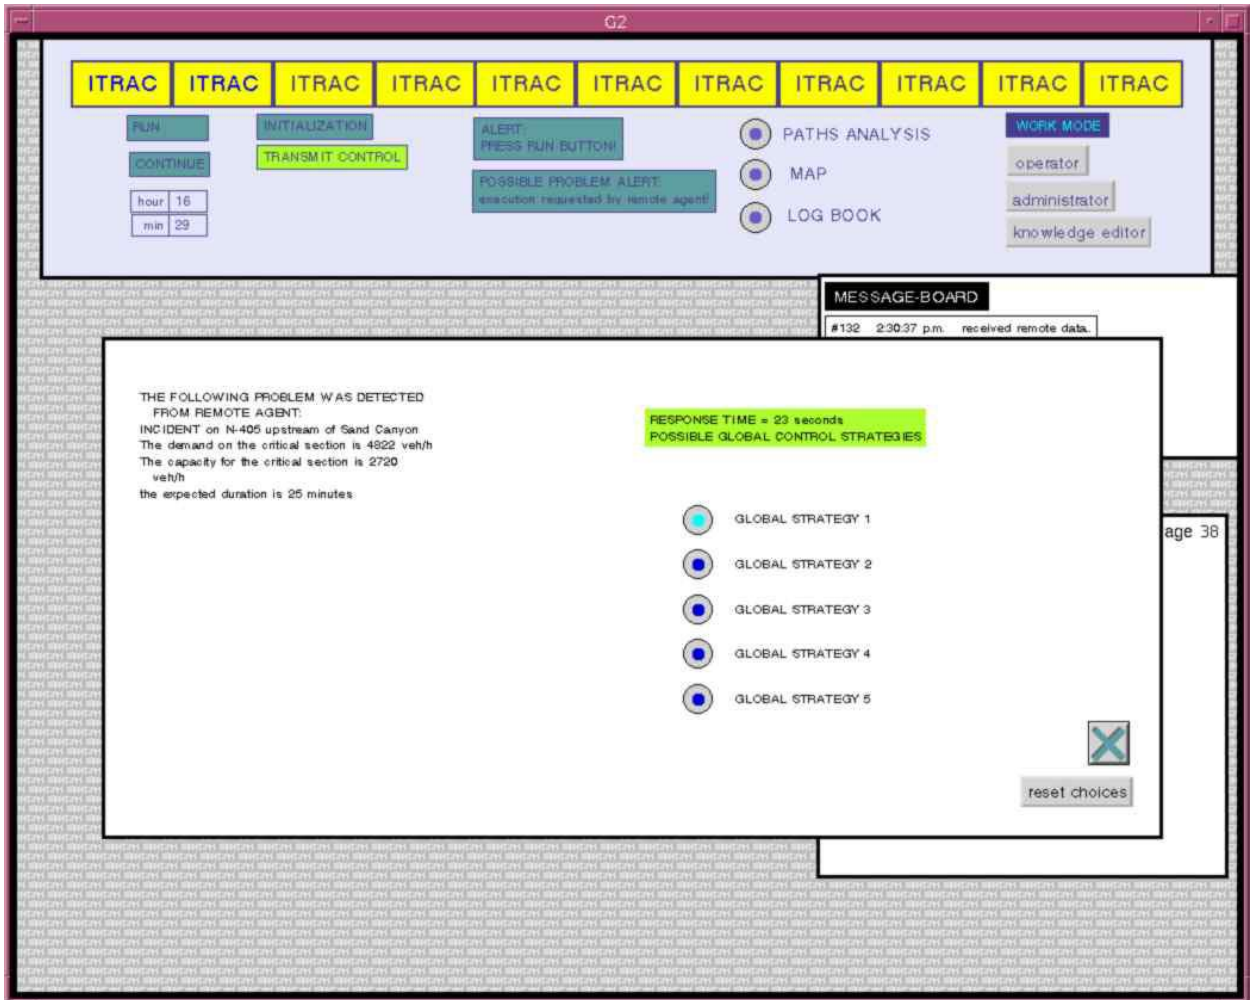 G2
ITRAC ITRAC ITRAC ITRAC ITRAC ITRAC ITRAC ITRAC ITRAC ITRAC ITRAC
RUN
CONTINUE
hour 16
min 29
INITIALIZATION
TRANSMIT CONTROL
ALERT:
PRESS RUN BUTTON!
POSSIBLE PROBLEM ALERT:
execution requested by remote agent!
PATHS ANALYSIS
MAP
LOG BOOK
WORK MODE
operator
administrator
knowledge editor
MESSAGE-BOARD
#132 2:30:37 p.m. received remote data.
THE FOLLOWING PROBLEM WAS DETECTED
FROM REMOTE AGENT:
INCIDENT on N-405 upstream of Sand Canyon
The demand on the critical section is 4822 veh/h
The capacity for the critical section is 2720
veh/h
the expected duration is 25 minutes
RESPONSE TIME = 23 seconds
POSSIBLE GLOBAL CONTROL STRATEGIES
GLOBAL STRATEGY 1
GLOBAL STRATEGY 2
GLOBAL STRATEGY 3
GLOBAL STRATEGY 4
GLOBAL STRATEGY 5
reset choices
age 38